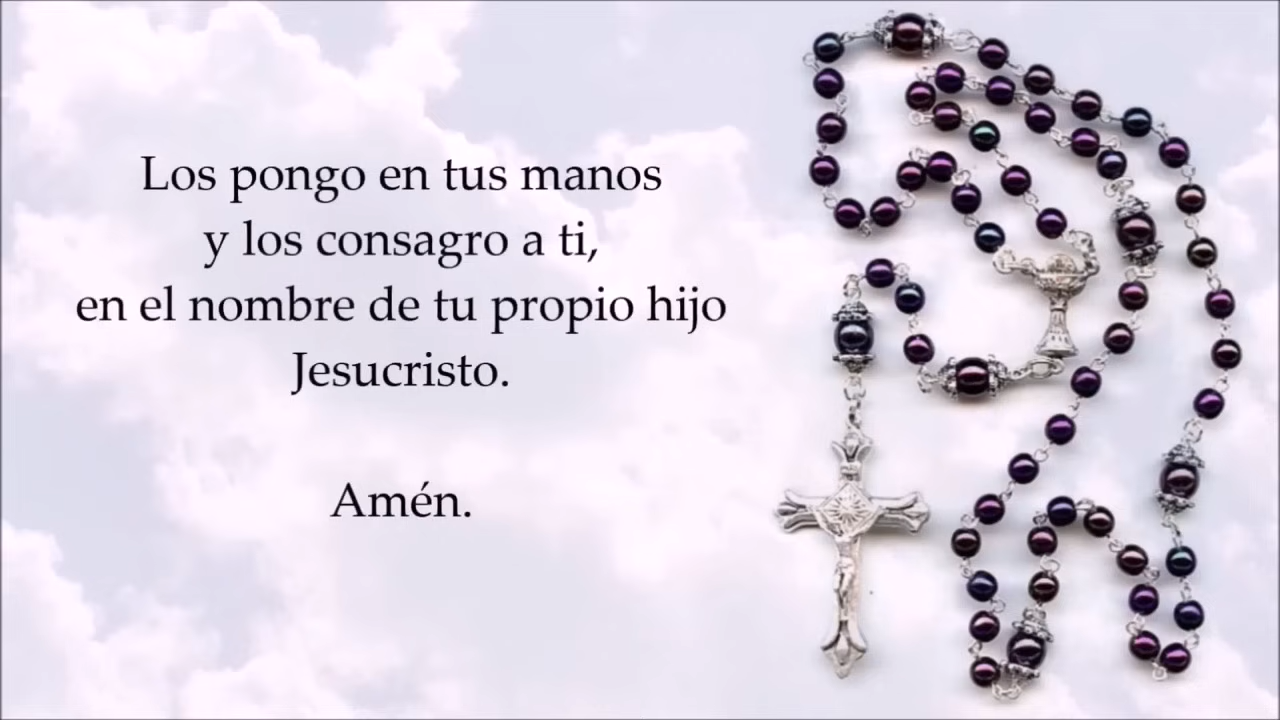 Los pongo en tus manos
y los consagro a ti,
en el nombre de tu propio hijo
Jesucristo.
Amén.